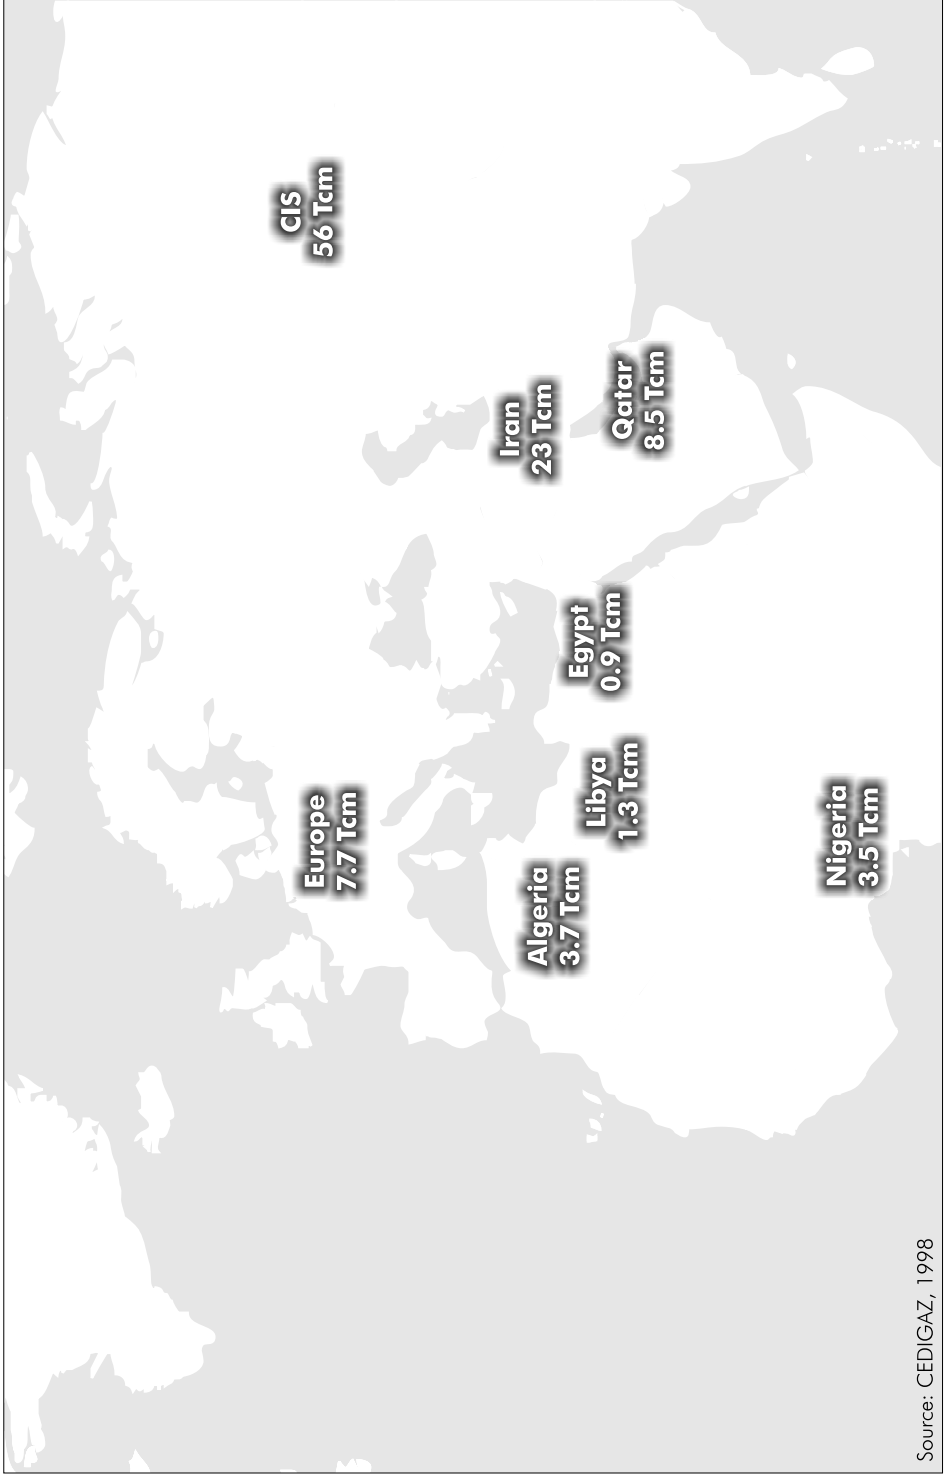 CIS
56 Tcm
Europe
7.7 Tcm
Iran
23 Tcm
Algeria
3.7 Tcm
Libya
1.3 Tcm
Egypt
0.9 Tcm
Qatar
8.5 Tcm
Nigeria
3.5 Tcm
Source: CEDIGAZ, 1998